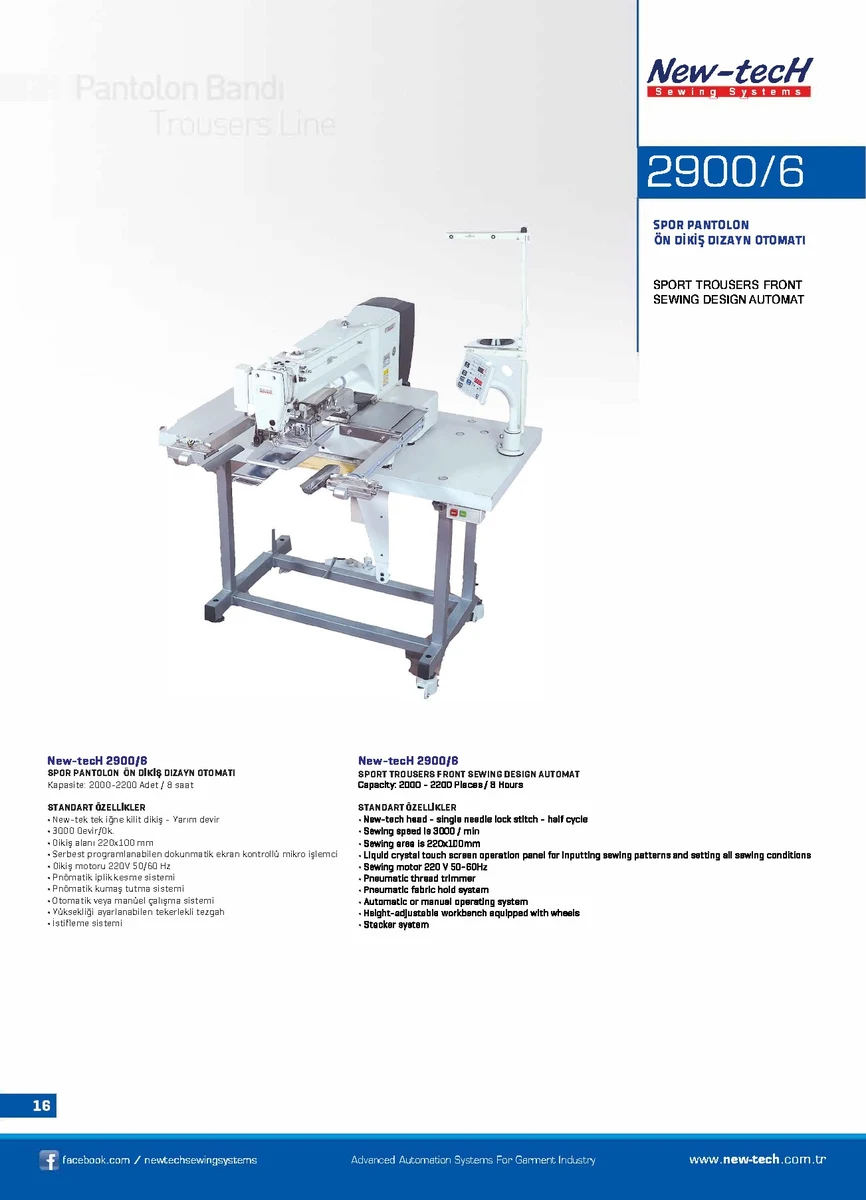 Pantolon Bandı
Trousers Line
New-tecH
Sewing Systems
2900/6
SPOR PANTOLON
ÖN DİKİŞ DIZAYN OTOMATI
SPORT TROUSERS FRONT
SEWING DESIGN AUTOMAT
New-tecH 2900/6
SPOR PANTOLON ÖN DİKİŞ DIZAYN OTOMATI
Kapasite: 2000-2200 Adet / 8 saat
STANDART ÖZELLİKLER
• New-tek tek iğne kilit dikiş - Yarım devir
• 3000 Devir/Dk.
• Dikiş alanı 220x100 mm
• Serbest programlanabilen dokunmatik ekran kontrollü mikro işlemci
• Dikiş motoru 220V 50/60 Hz
• Pnömatik iplik kesme sistemi
• Pnömatik kumaş tutma sistemi
• Otomatik veya manüel çalışma sistemi
• Yüksekliği ayarlanabilen tekerlekli tezgah
• istifleme sistemi
New-tecH 2900/6
SPORT TROUSERS FRONT SEWING DESIGN AUTOMAT
Capacity: 2000 - 2200 Pieces / 8 Hours
STANDART ÖZELLİKLER
• New-tech head - single needle lock stitch - half cycle
• Sewing speed is 3000 / min
• Sewing area is 220x100mm
• Liquid crystal touch screen operation panel for inputting sewing patterns and setting all sewing conditions
• Sewing motor 220 V 50-60Hz
• Pneumatic thread trimmer
• Pneumatic fabric hold system
• Automatic or manual operating system
• Height-adjustable workbench equipped with wheels
• Stacker system
16
facebook.com / newtechsewingsystems
Advanced Automation Systems For Garment Industry
www.new-tech.com.tr